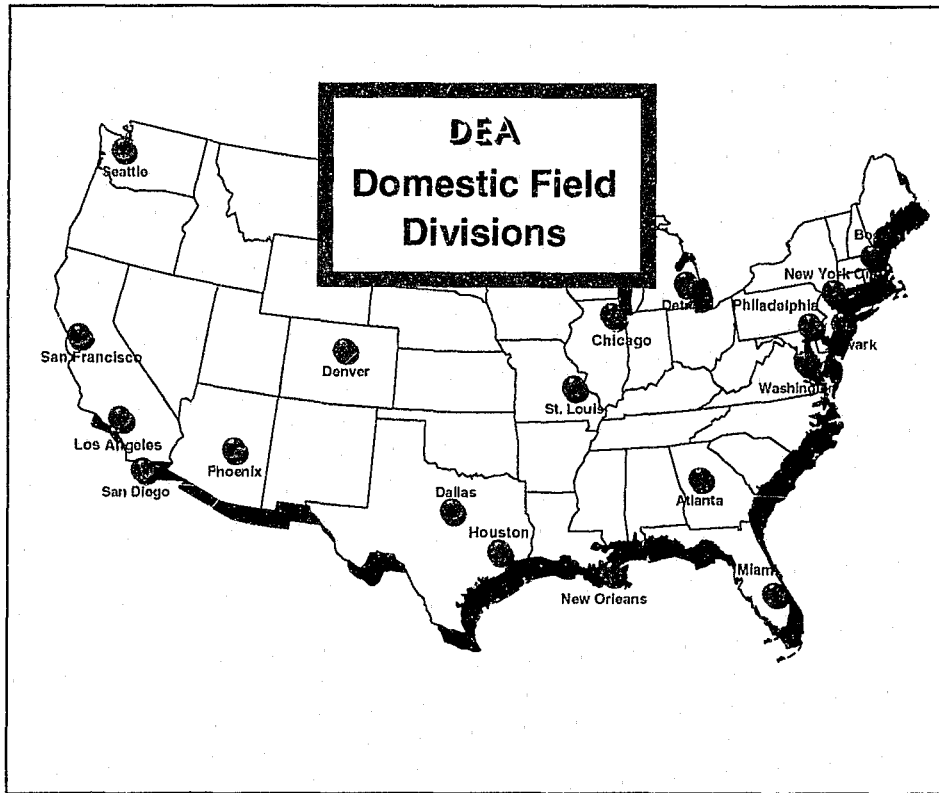 DEA
Domestic Field
Divisions
Seattle
New York
Philadelphia
Chicago
San Francisco
Denver
Washington
St. Louis
Los Angeles
Phoenix
San Diego
Dallas
Atlanta
Houston
New Orleans